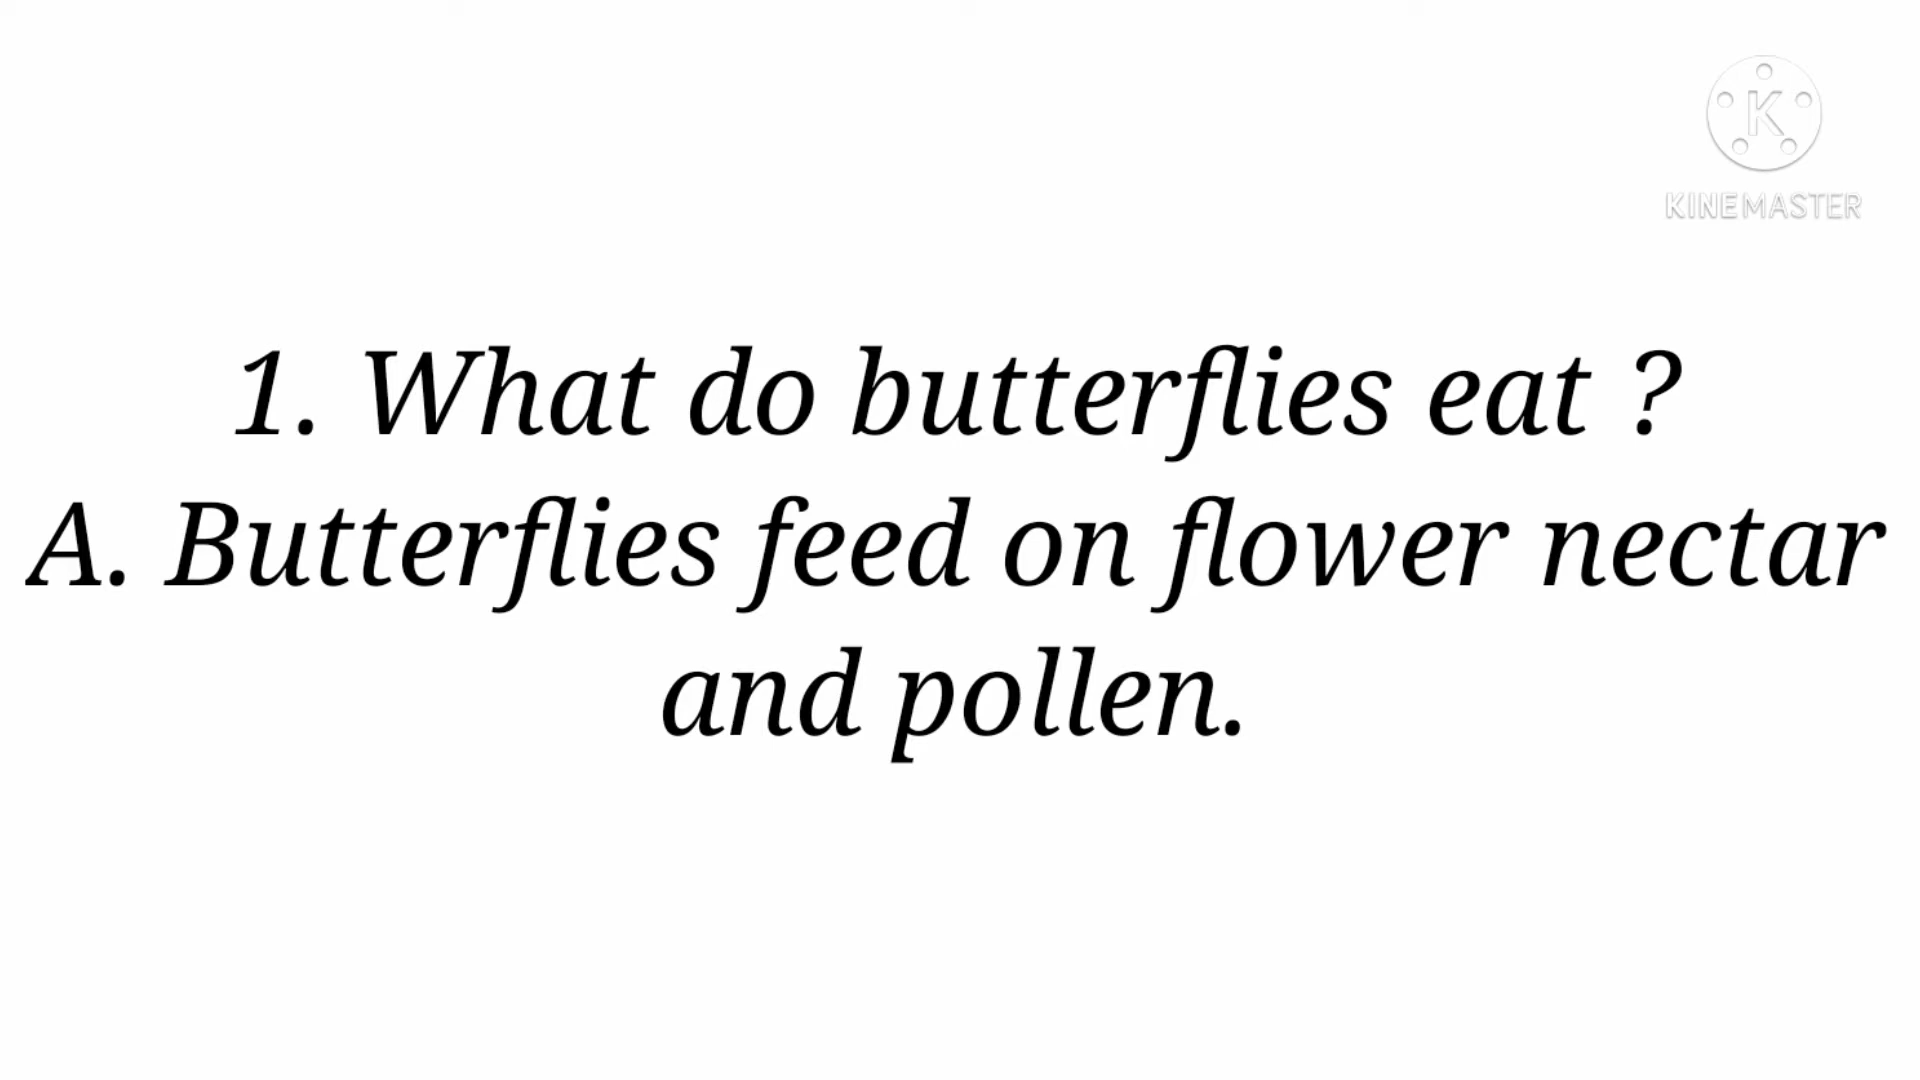 K
KINEMASTER
1. What do butterflies eat ?
A. Butterflies feed on flower nectar
and pollen.